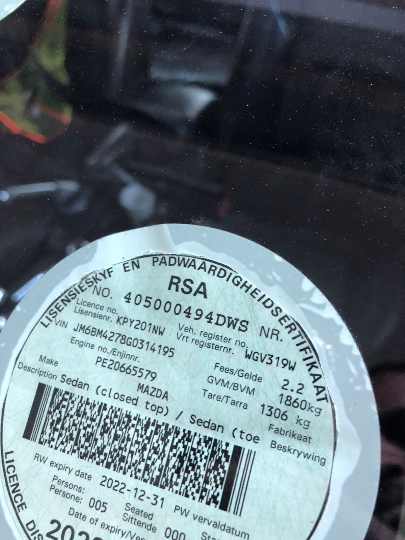 LISENSIESKYF EN PADWAARDIGHEIDSERTIFIKAAT
RSA
NO. 405000494DWS NR.
Licence no. Veh. register no.
Lisensienr. KPY201NW Vrt registernr. WGV319W
VIN JM6BM4278G0314195 Fees/Gelde 2.2
Engine no./Enjinnr. GVM/BVM 1860kg
PE20665579 Tare/Tarra 1306 kg
Make MAZDA Fabrikaat
Description Sedan (closed top) / Sedan (toe Beskrywing
RW expiry date 2022-12-31 PW vervaldatum
Persons: 005 Seated
Persone: Sittende 000
Date of expiry/
LICENCE